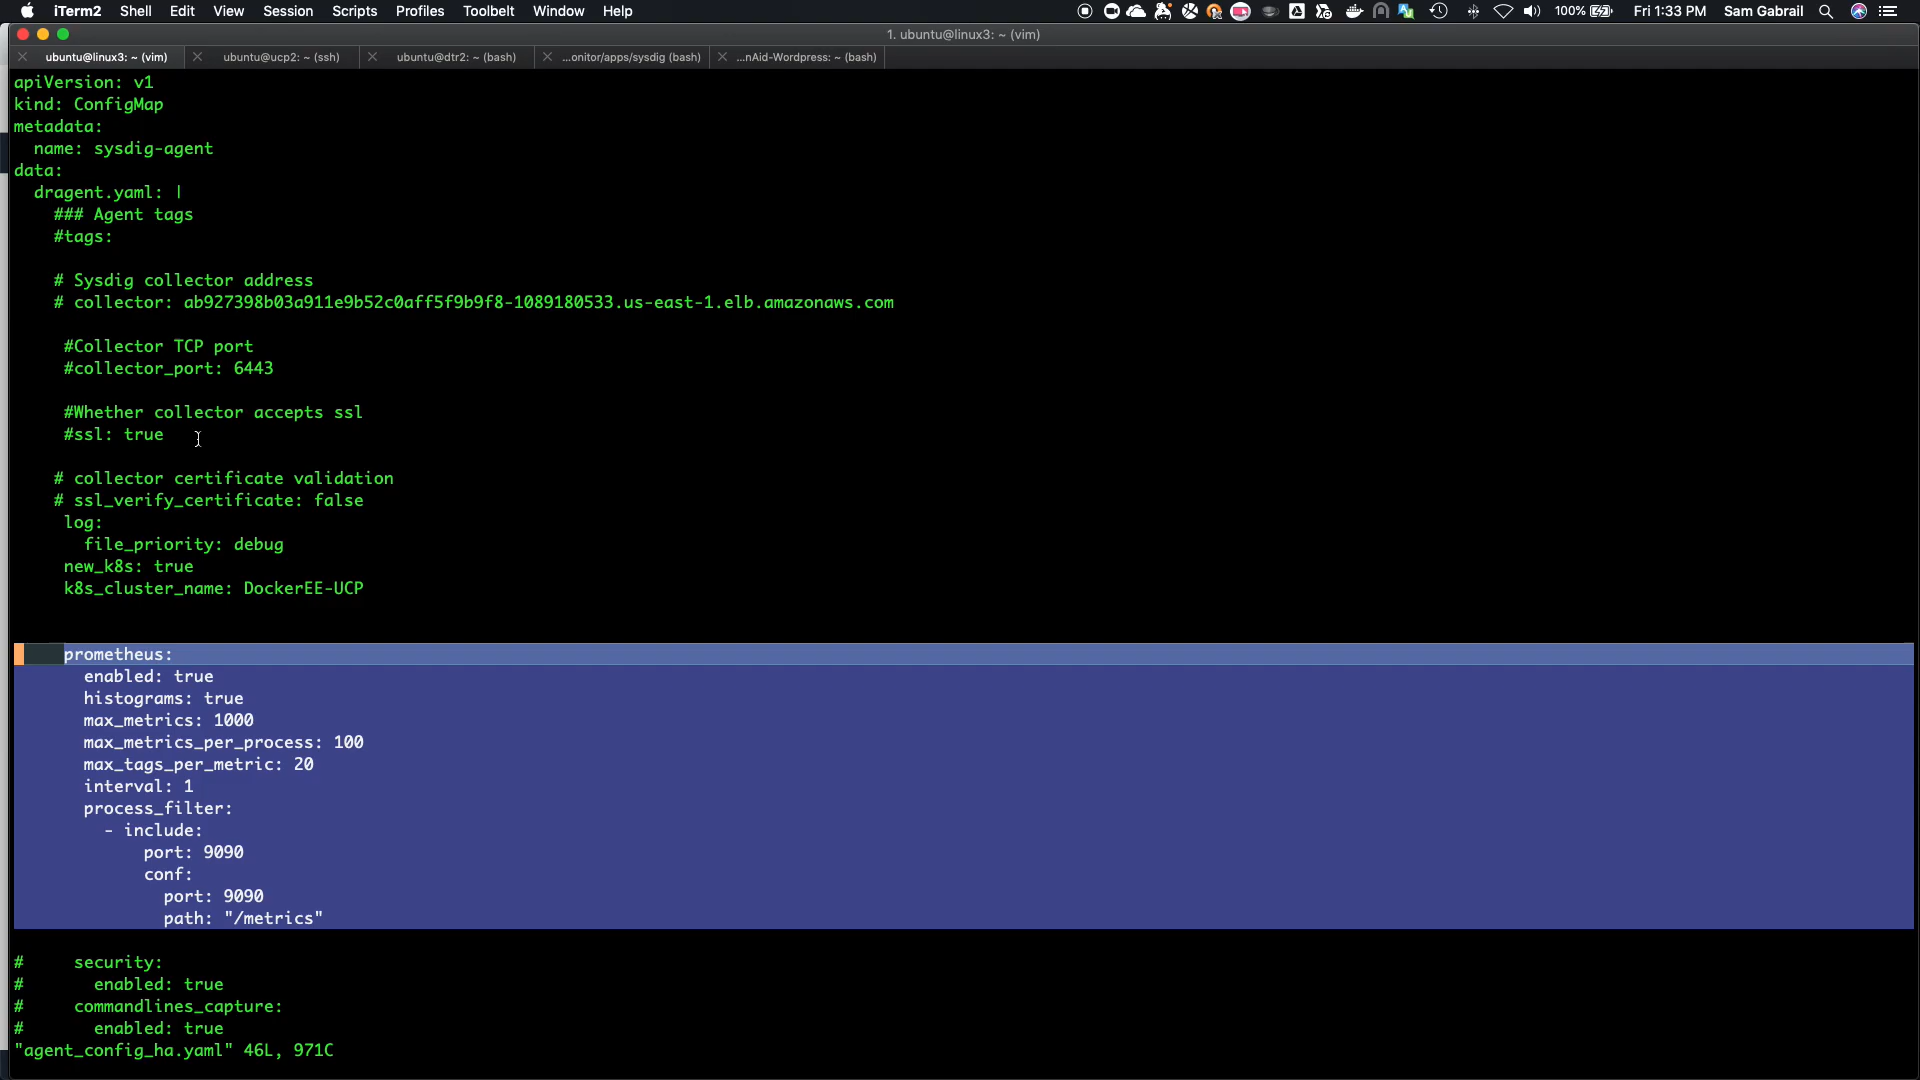 iTerm2 Shell Edit View Session Scripts Profiles Toolbelt Window Help 100% Fri 1:33 PM Sam Gabrail
1. ubuntu@linux3: ~ (vim)
ubuntu@linux3: ~ (vim) ubuntu@ucp2: ~ (ssh) ubuntu@dtr2: ~ (bash) ...onitor/apps/sysdig (bash) ...nAid-Wordpress: ~ (bash)
apiVersion: v1
kind: ConfigMap
metadata:
  name: sysdig-agent
data:
  dragent.yaml: |
    ### Agent tags
    #tags:
    # Sysdig collector address
    # collector: ab927398b03a911e9b52c0aff5f9b9f8-1089180533.us-east-1.elb.amazonaws.com
     #Collector TCP port
     #collector_port: 6443
     #Whether collector accepts ssl
     #ssl: true
    # collector certificate validation
    # ssl_verify_certificate: false
     log:
       file_priority: debug
     new_k8s: true
     k8s_cluster_name: DockerEE-UCP
     prometheus:
       enabled: true
       histograms: true
       max_metrics: 1000
       max_metrics_per_process: 100
       max_tags_per_metric: 20
       interval: 1
       process_filter:
         - include:
             port: 9090
             conf:
               port: 9090
               path: "/metrics"
#     security:
#       enabled: true
#     commandlines_capture:
#       enabled: true
"agent_config_ha.yaml" 46L, 971C